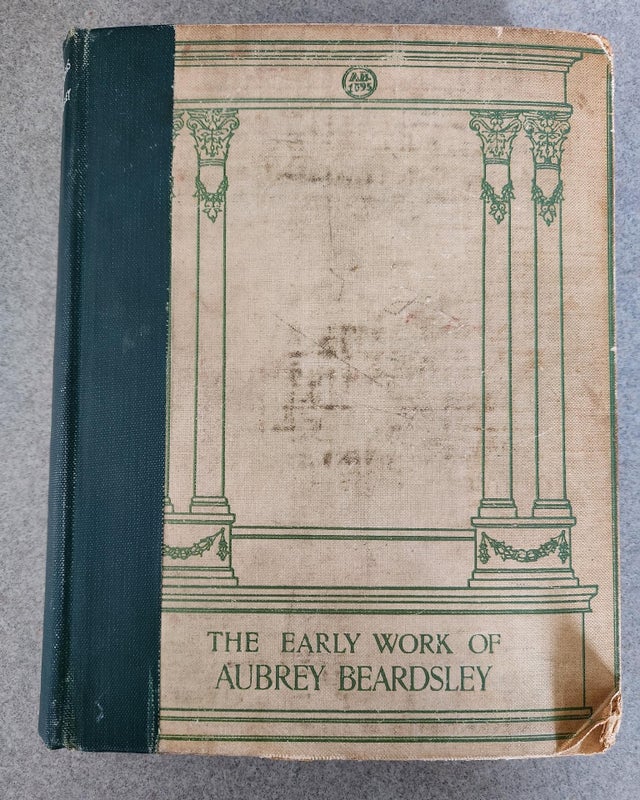 A.B.
1895
THE EARLY WORK OF
AUBREY BEARDSLEY